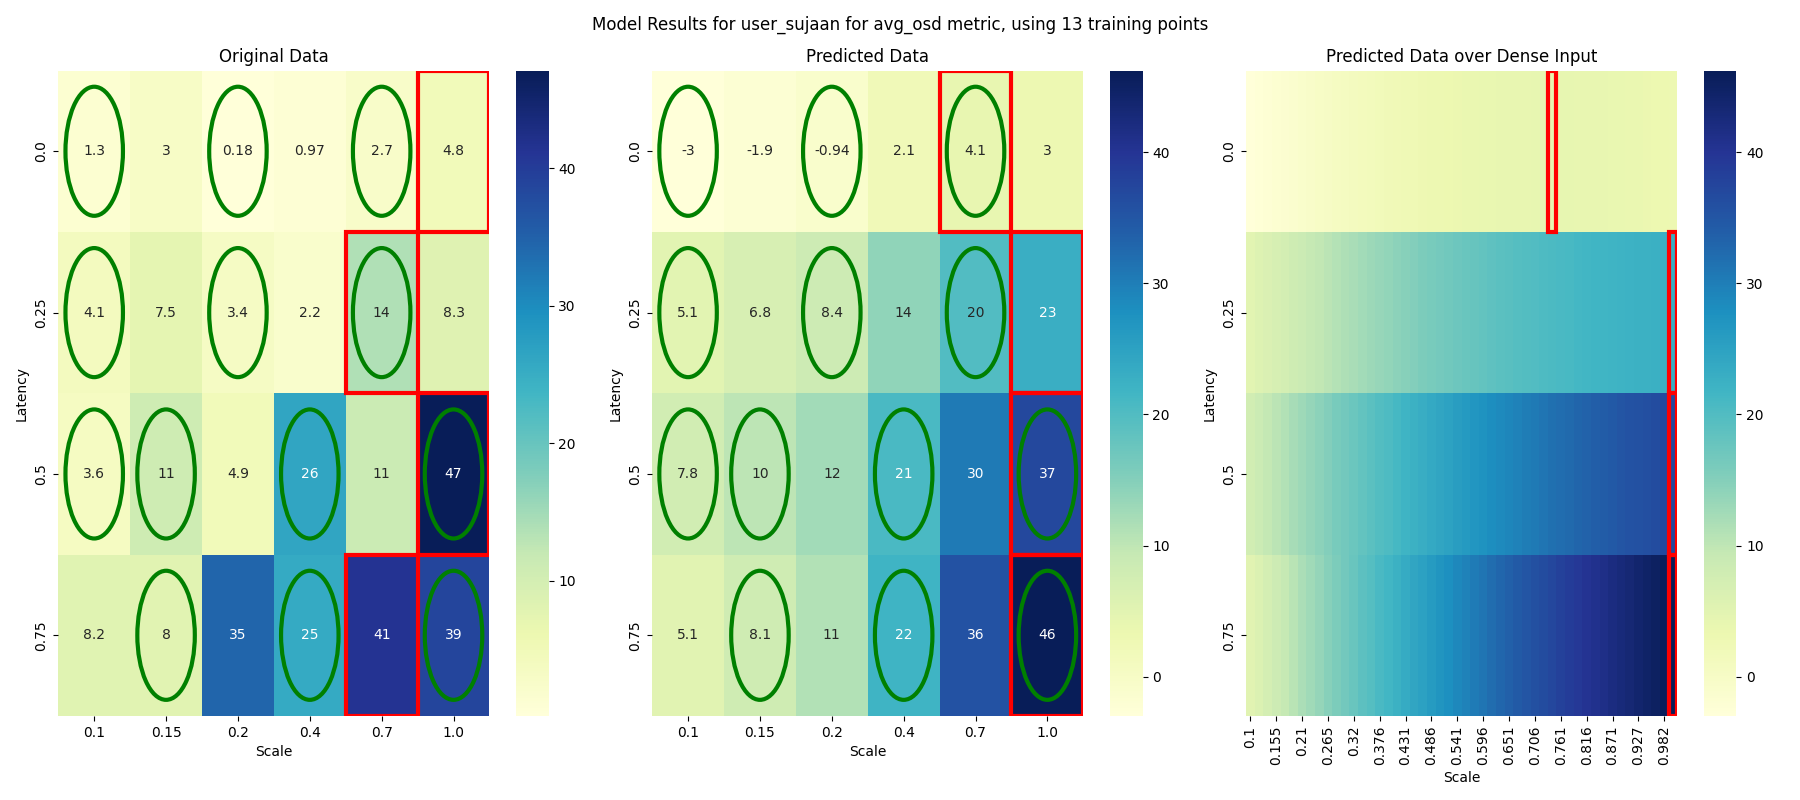 Model Results for user_sujaan for avg_osd metric, using 13 training points
Original Data
0.0 1.3 3 0.18 0.97 2.7 4.8
0.25 4.1 7.5 3.4 2.2 14 8.3
0.5 3.6 11 4.9 26 11 47
0.75 8.2 8 35 25 41 39
0.1 0.15 0.2 0.4 0.7 1.0
Scale
Latency
40
30
20
10
Predicted Data
0.0 -3 -1.9 -0.94 2.1 4.1 3
0.25 5.1 6.8 8.4 14 20 23
0.5 7.8 10 12 21 30 37
0.75 5.1 8.1 11 22 36 46
0.1 0.15 0.2 0.4 0.7 1.0
Scale
Latency
40
30
20
10
0
Predicted Data over Dense Input
0.0
0.25
0.5
0.75
0.1 0.155 0.21 0.265 0.32 0.376 0.431 0.486 0.541 0.596 0.651 0.706 0.761 0.816 0.871 0.927 0.982
Scale
Latency
40
30
20
10
0